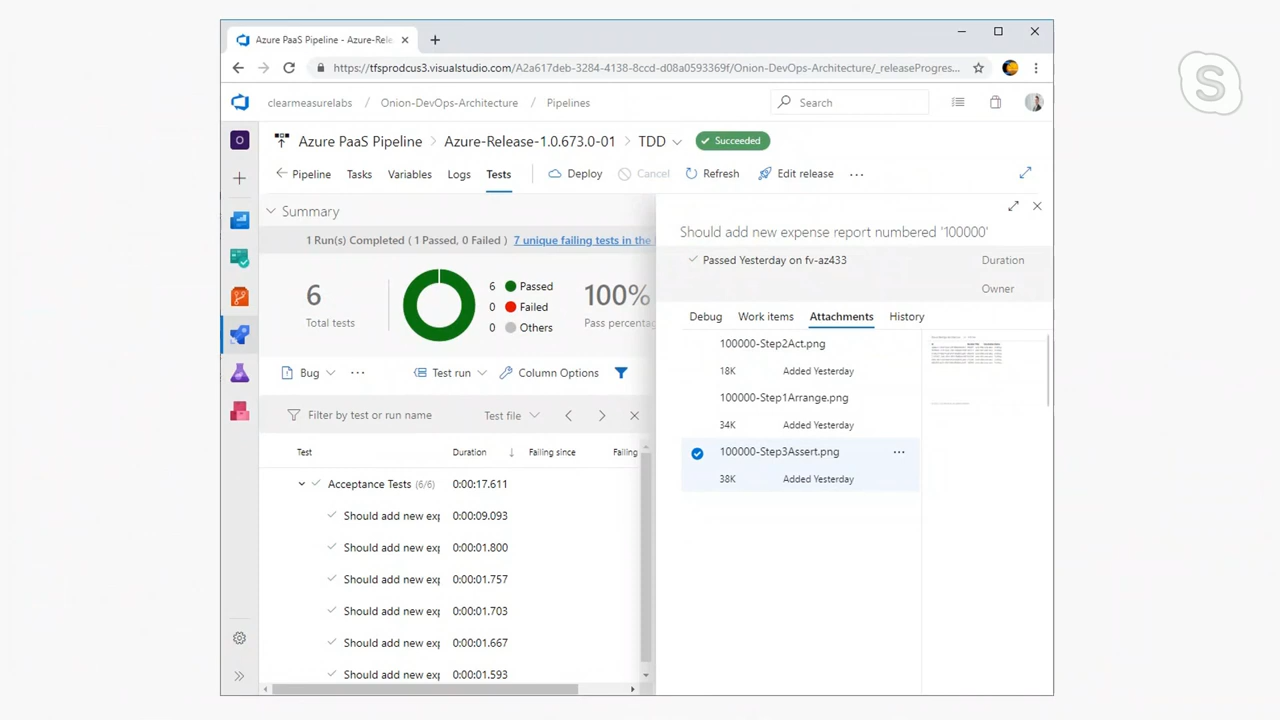 Azure PaaS Pipeline - Azure-Rele
https://tfsprodcus3.visualstudio.com/A2a617deb-3284-4138-8ccd-d08a0593369f/Onion-DevOps-Architecture/_releaseProgres...
clearmeasurelabs / Onion-DevOps-Architecture / Pipelines Search
O Azure PaaS Pipeline > Azure-Release-1.0.673.0-01 > TDD Succeeded
Pipeline Tasks Variables Logs Tests Deploy Cancel Refresh Edit release ...
Summary
1 Run(s) Completed ( 1 Passed, 0 Failed ) 7 unique failing tests in the
6
Total tests
6 Passed
0 Failed
0 Others
100%
Pass percenta
Bug ... Test run Column Options
Filter by test or run name Test file
Test Duration Failing since Failing
Acceptance Tests (6/6) 0:00:17.611
Should add new exp 0:00:09.093
Should add new exp 0:00:01.800
Should add new exp 0:00:01.757
Should add new exp 0:00:01.703
Should add new exp 0:00:01.667
Should add new exp 0:00:01.593
Should add new expense report numbered '100000'
Passed Yesterday on fv-az433 Duration
Owner
Debug Work items Attachments History
100000-Step2Act.png
18K Added Yesterday
100000-Step1Arrange.png
34K Added Yesterday
100000-Step3Assert.png ...
38K Added Yesterday
S